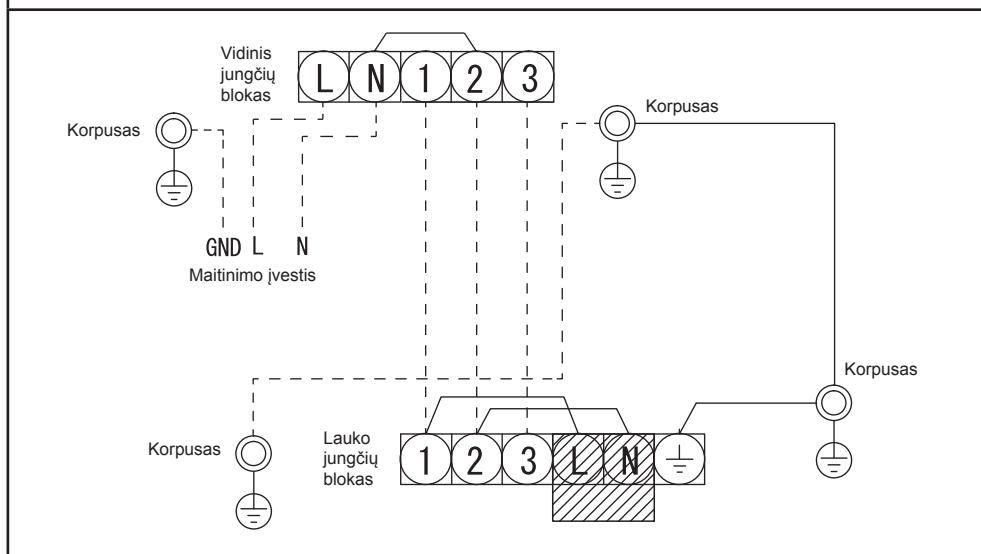 Vidinis
jungčių
blokas
L N 1 2 3
Korpusas
Korpusas
GND L N
Maitinimo įvestis
Korpusas
Korpusas
Lauko
jungčių
blokas
1 2 3 L N